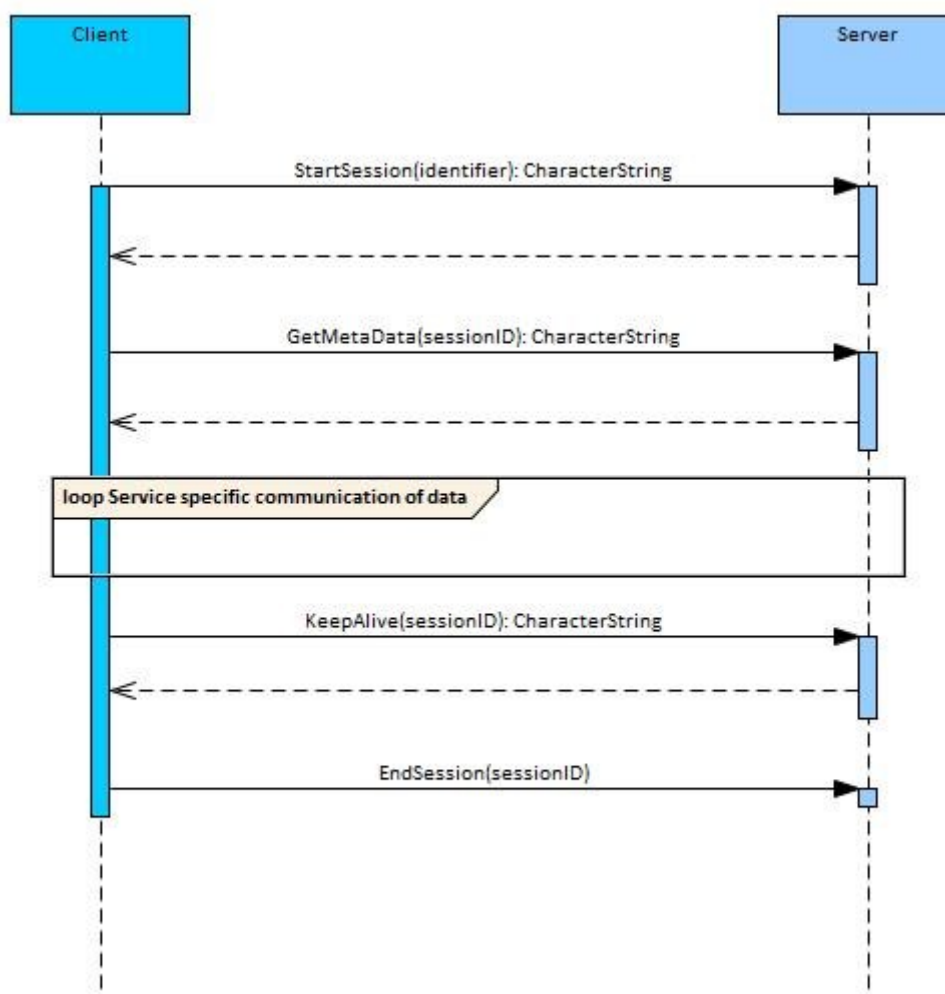 Client
Server
StartSession(identifier): CharacterString
GetMetaData(sessionID): CharacterString
loop Service specific communication of data
KeepAlive(sessionID): CharacterString
EndSession(sessionID)